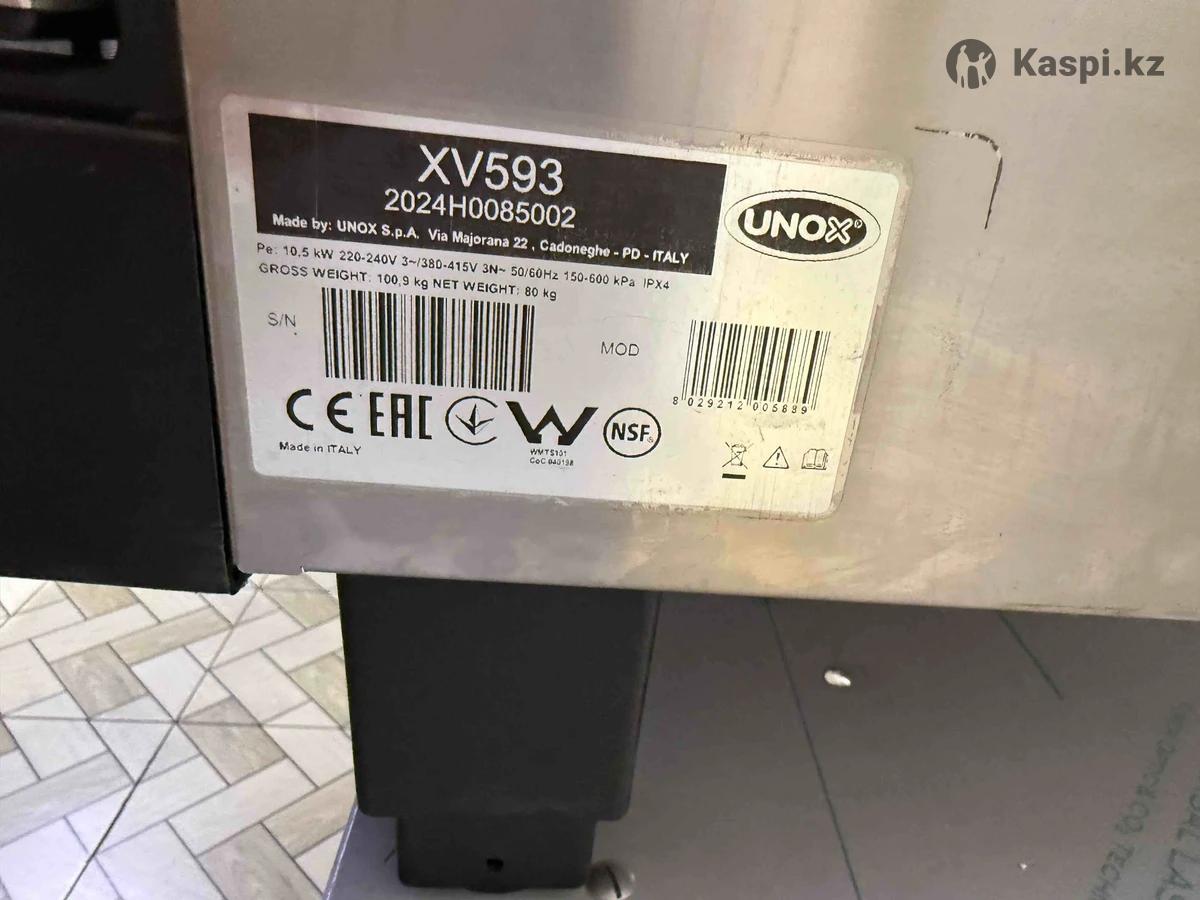 Kaspi.kz
XV593
2024H0085002
Made by: UNOX S.p.A. Via Majorana 22 , Cadoneghe - PD - ITALY
UNOX®
Pe: 10,5 kW 220-240V 3~/380-415V 3N~ 50/60Hz 150-600 kPa IPX4
GROSS WEIGHT: 100,9 kg NET WEIGHT: 80 kg
S/N
MOD
8 029212 005889
CE EAC W NSF
WMTS101
CoC 040198
Made in ITALY